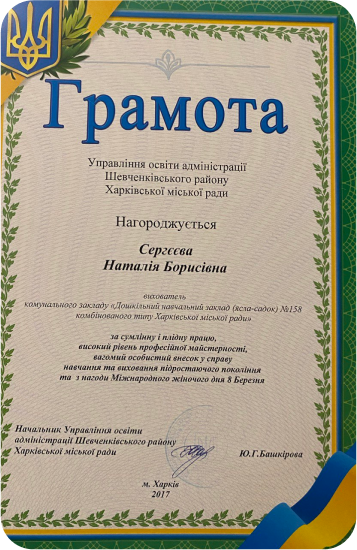 Грамота
Управління освіти адміністрації
Шевченківського району
Харківської міської ради
Нагороджується
Сергєєва
Наталія Борисівна
вихователь
комунального закладу «Дошкільний навчальний заклад (ясла-садок) №158
комбінованого типу Харківської міської ради»
за сумлінну і плідну працю,
високий рівень професійної майстерності,
вагомий особистий внесок у справу
навчання та виховання підростаючого покоління
та з нагоди Міжнародного жіночого дня 8 Березня
Начальник Управління освіти
адміністрації Шевченківського району
Харківської міської ради Ю.Г.Башкірова
м. Харків
2017